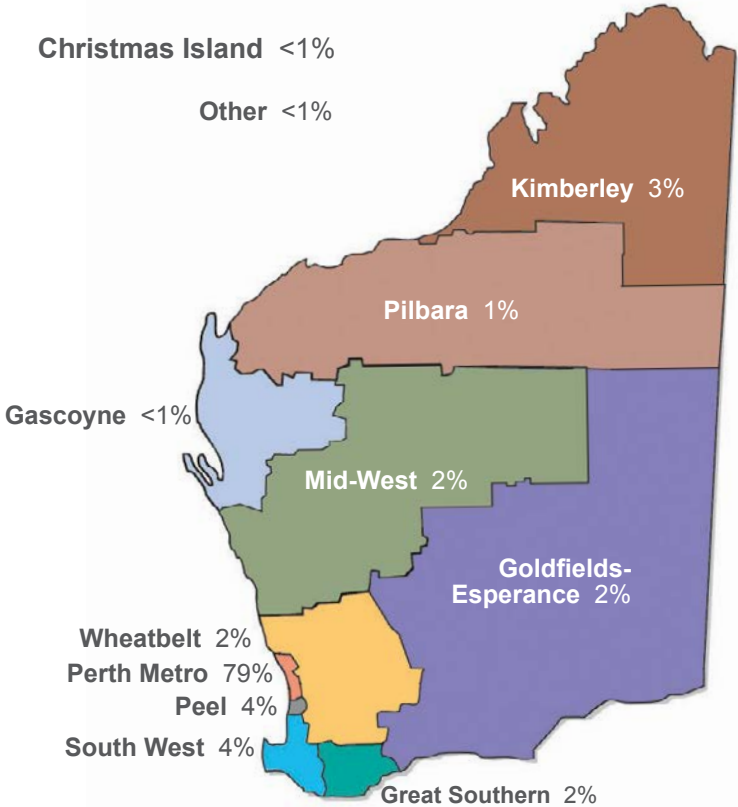 Christmas Island <1%
Other <1%
Kimberley 3%
Pilbara 1%
Gascoyne <1%
Mid-West 2%
Goldfields-
Esperance 2%
Wheatbelt 2%
Perth Metro 79%
Peel 4%
South West 4%
Great Southern 2%